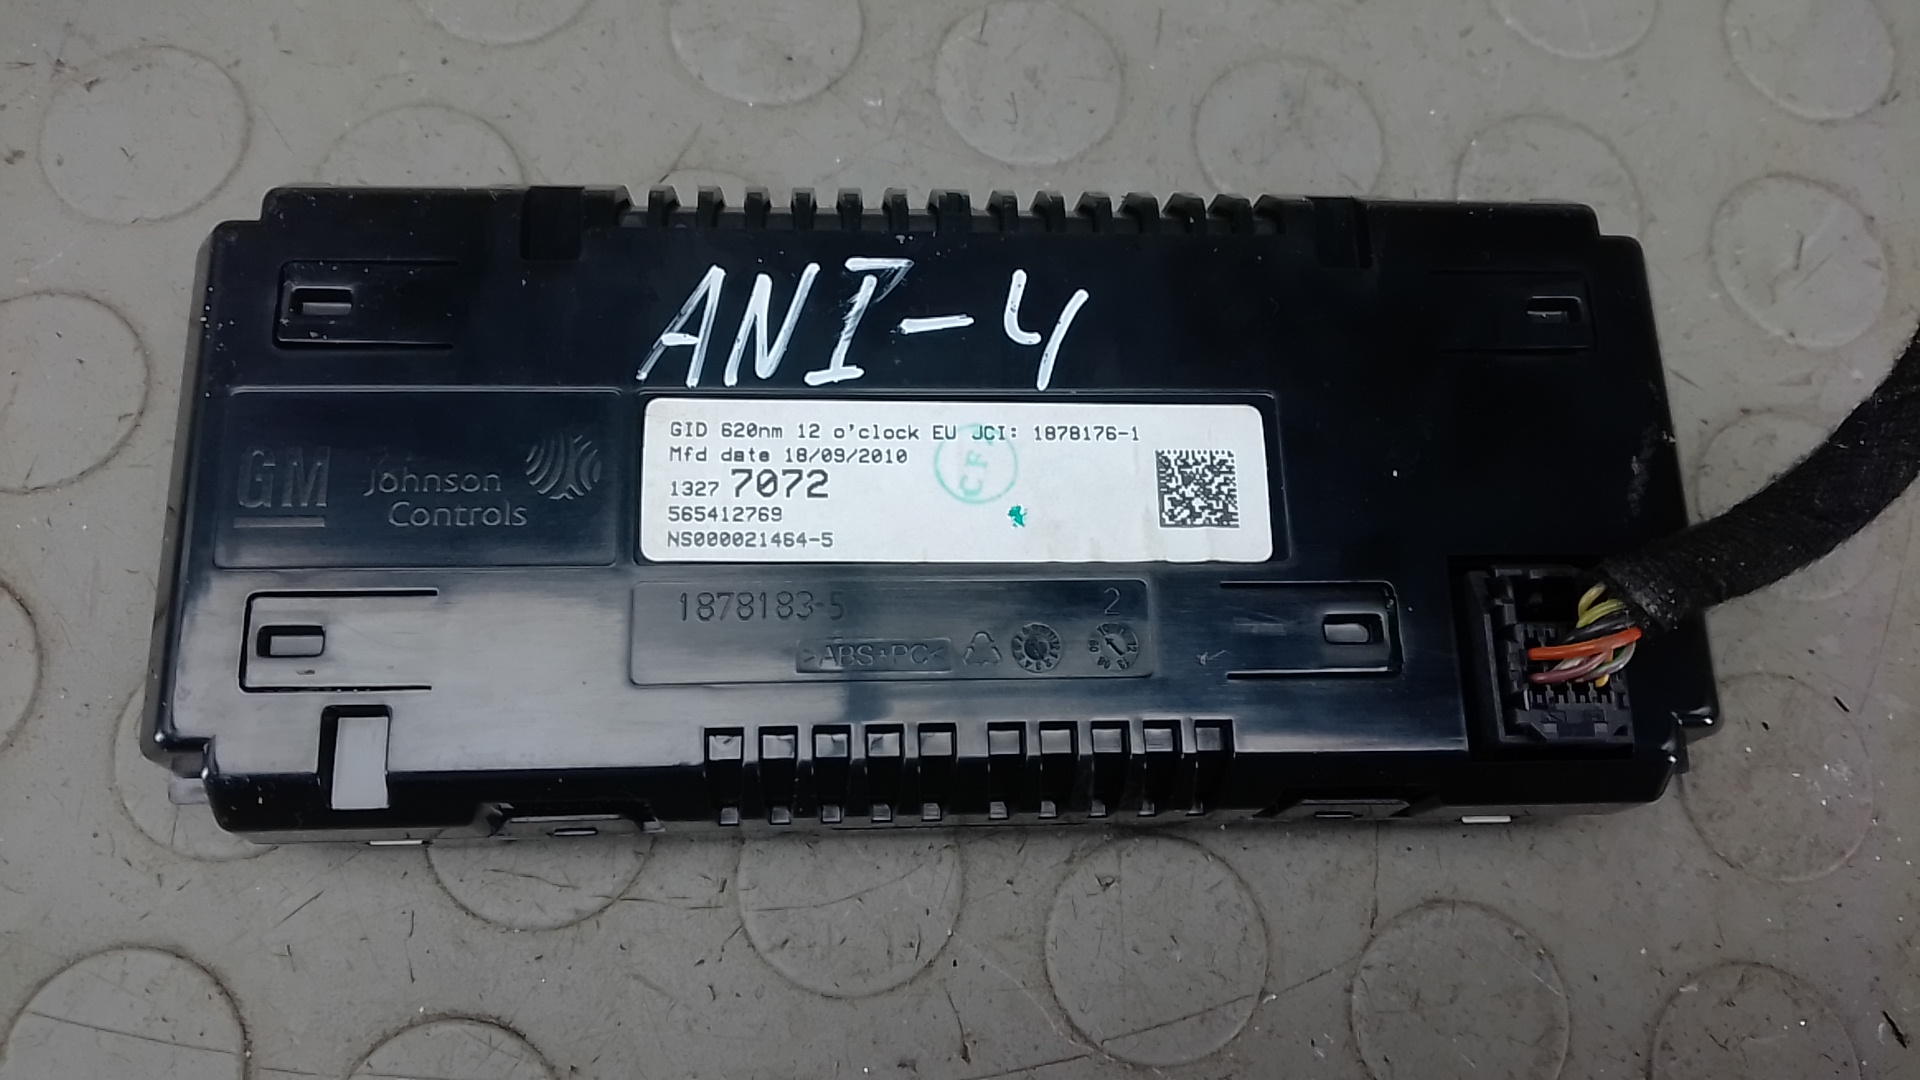 ANI-4
GM
Johnson
Controls
GID 620nm 12 o'clock EU JCI: 1878176-1
Mfd date 18/09/2010
1327 7072
565412769
NS000021464-5
1878183-5
2
>ABS+PC<